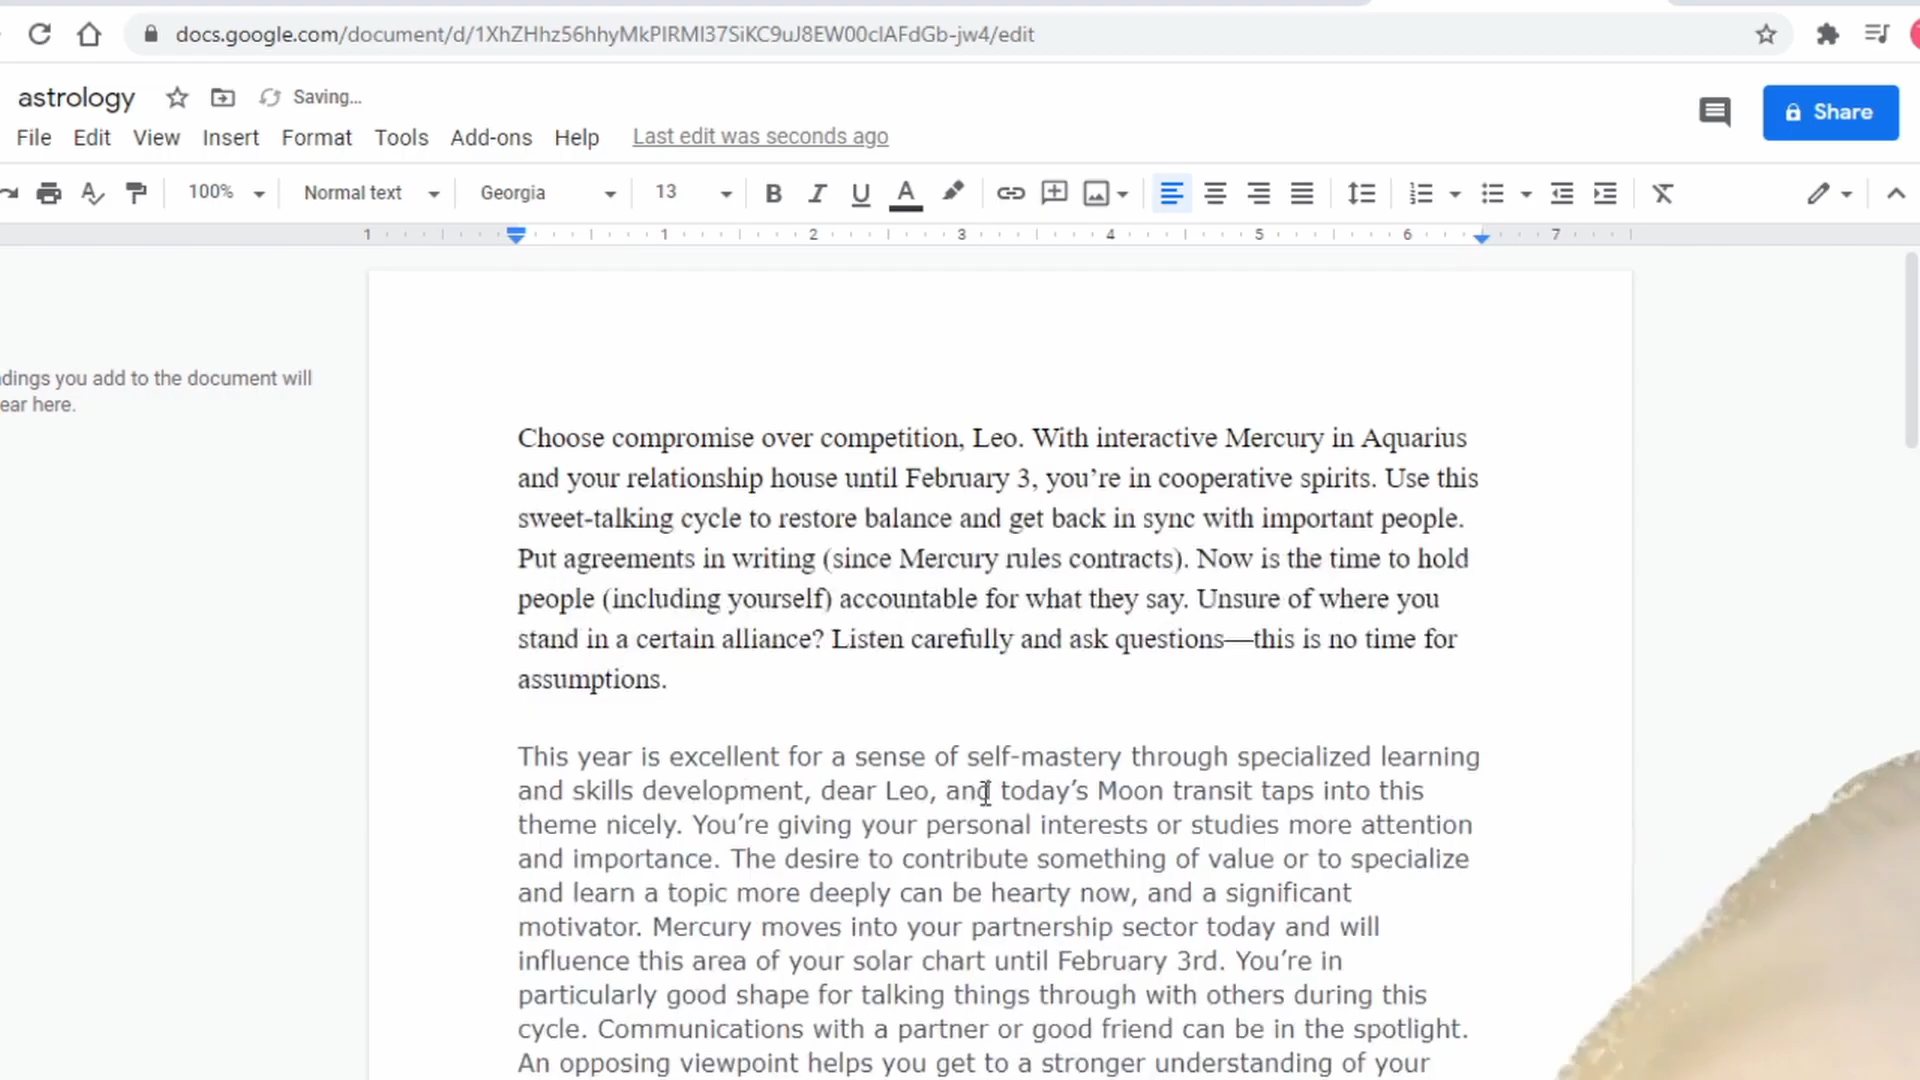 docs.google.com/document/d/1XhZHhz56hhyMkPIRMI37SiKC9uJ8EW00cIAFdGb-jw4/edit
astrology Saving...
Share
File Edit View Insert Format Tools Add-ons Help Last edit was seconds ago
100% Normal text Georgia 13 B I U A
1 1 2 3 4 5 6 7
dings you add to the document will
ear here.
Choose compromise over competition, Leo. With interactive Mercury in Aquarius
and your relationship house until February 3, you’re in cooperative spirits. Use this
sweet-talking cycle to restore balance and get back in sync with important people.
Put agreements in writing (since Mercury rules contracts). Now is the time to hold
people (including yourself) accountable for what they say. Unsure of where you
stand in a certain alliance? Listen carefully and ask questions—this is no time for
assumptions.
This year is excellent for a sense of self-mastery through specialized learning
and skills development, dear Leo, and today’s Moon transit taps into this
theme nicely. You’re giving your personal interests or studies more attention
and importance. The desire to contribute something of value or to specialize
and learn a topic more deeply can be hearty now, and a significant
motivator. Mercury moves into your partnership sector today and will
influence this area of your solar chart until February 3rd. You’re in
particularly good shape for talking things through with others during this
cycle. Communications with a partner or good friend can be in the spotlight.
An opposing viewpoint helps you get to a stronger understanding of your